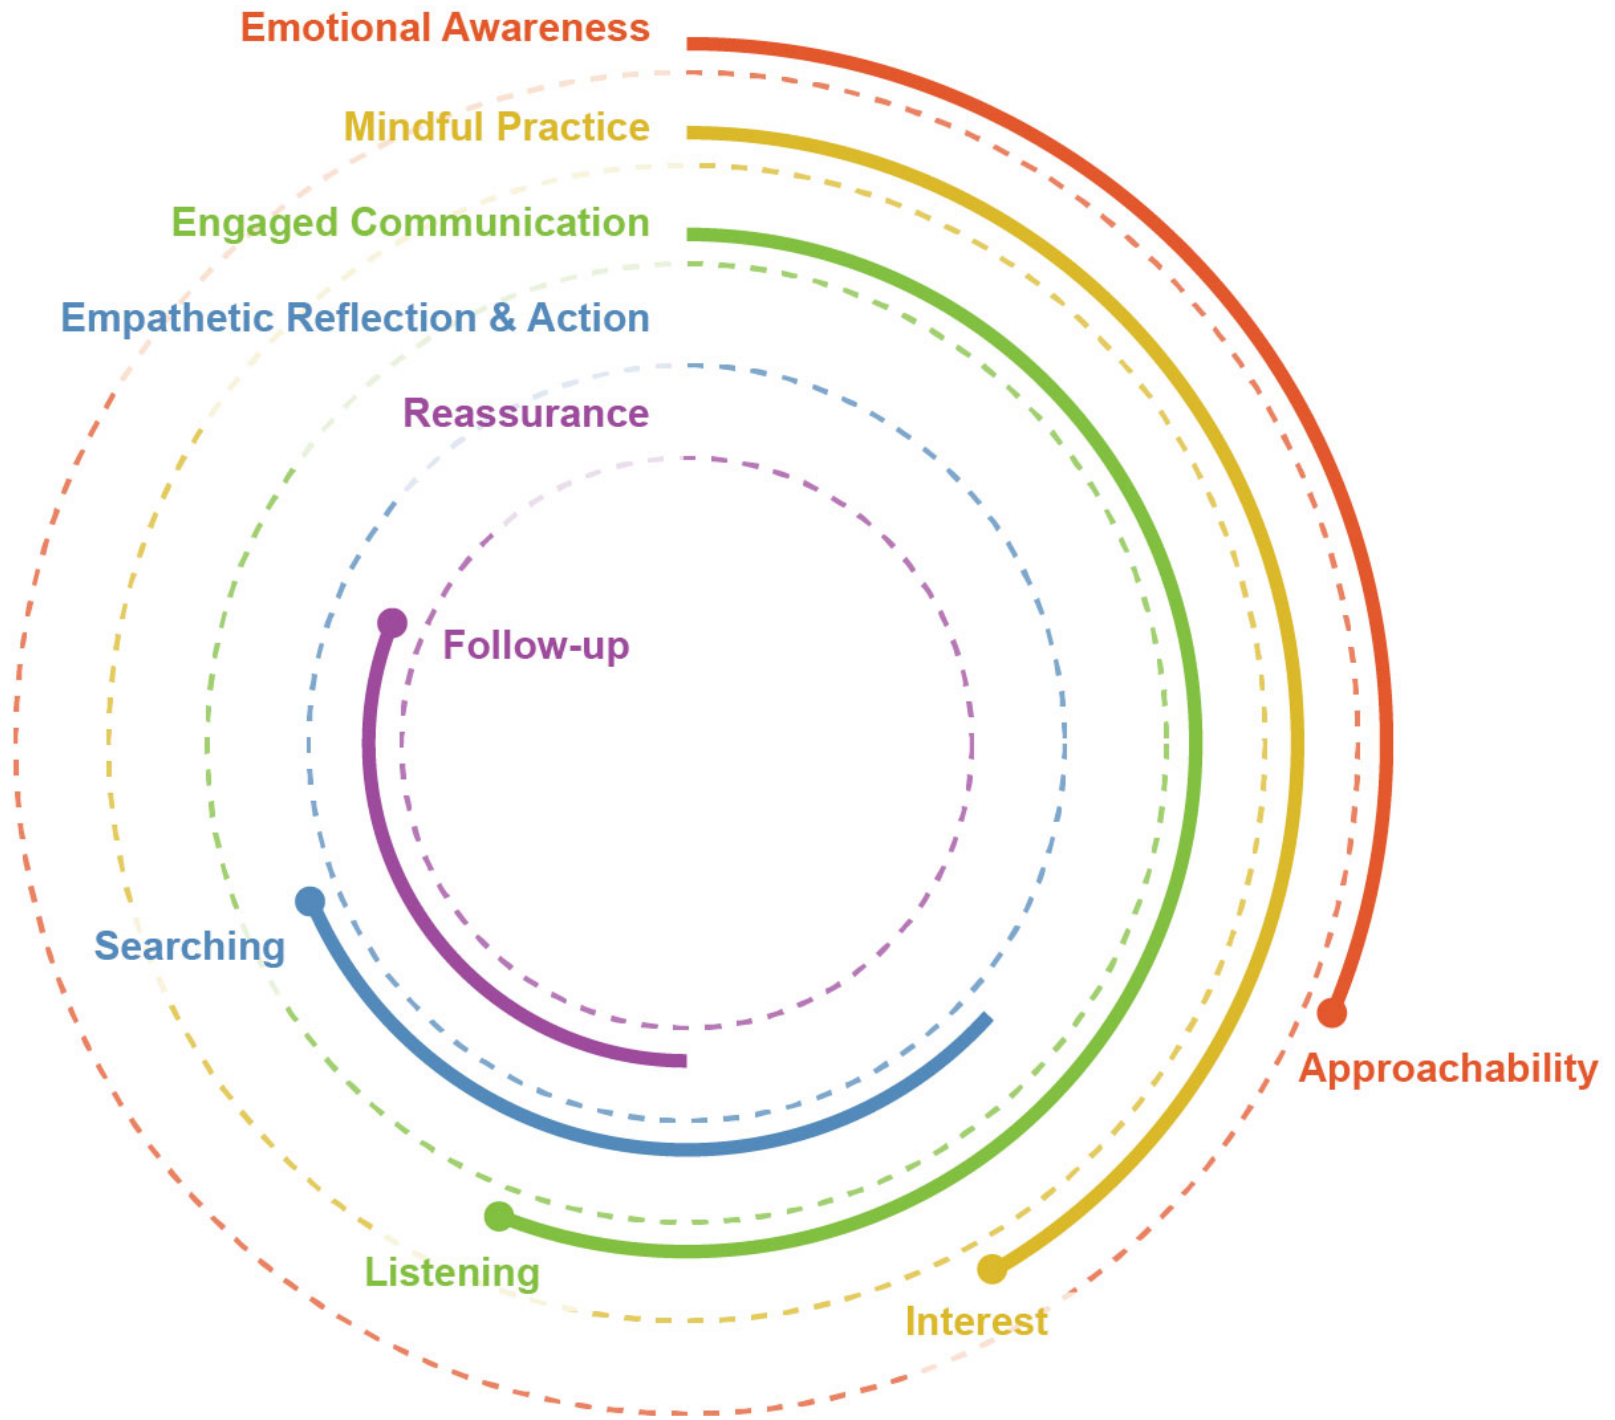 Emotional Awareness
Mindful Practice
Engaged Communication
Empathetic Reflection & Action
Reassurance
Follow-up
Searching
Approachability
Listening
Interest